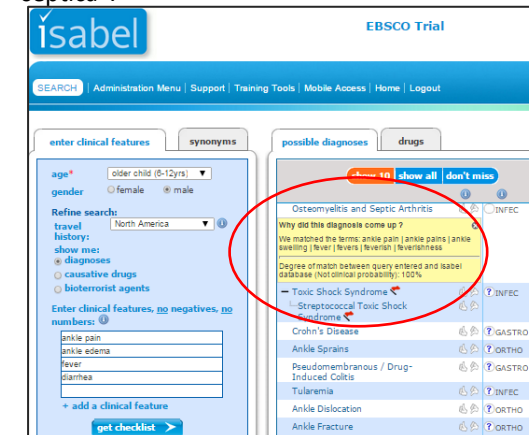 isabel
EBSCO Trial
SEARCH | Administration Menu | Support | Training Tools | Mobile Access | Home | Logout
enter clinical features
synonyms
age* older child (6-12yrs)
gender female male
Refine search:
travel history: North America
show me:
diagnoses
causative drugs
bioterrorist agents
Enter clinical features, no negatives, no
numbers:
ankle pain
ankle edema
fever
diarrhea
+ add a clinical feature
get checklist >
possible diagnoses
drugs
show 10 show all don't miss
Osteomyelitis and Septic Arthritis INFEC
Why did this diagnosis come up ?
We matched the terms: ankle pain | ankle pains | ankle
swelling | fever | fevers | feverish | feverishness
Degree of match between query entered and Isabel
database (Not clinical probability): 100%
Toxic Shock Syndrome ? INFEC
Streptococcal Toxic Shock
Syndrome
Crohn's Disease ? GASTRO
Ankle Sprains ? ORTHO
Pseudomembranous / Drug-
Induced Colitis ? GASTRO
Tularemia ? INFEC
Ankle Dislocation ? ORTHO
Ankle Fracture ? ORTHO